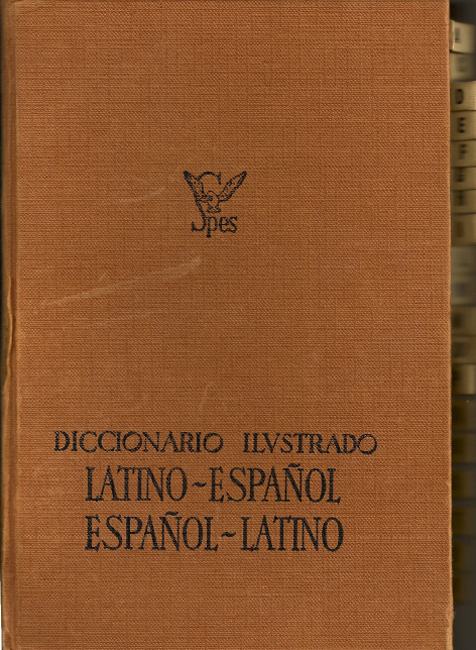 Spes
DICCIONARIO ILVSTRADO
LATINO~ESPAÑOL
ESPAÑOL~LATINO
D
E
F